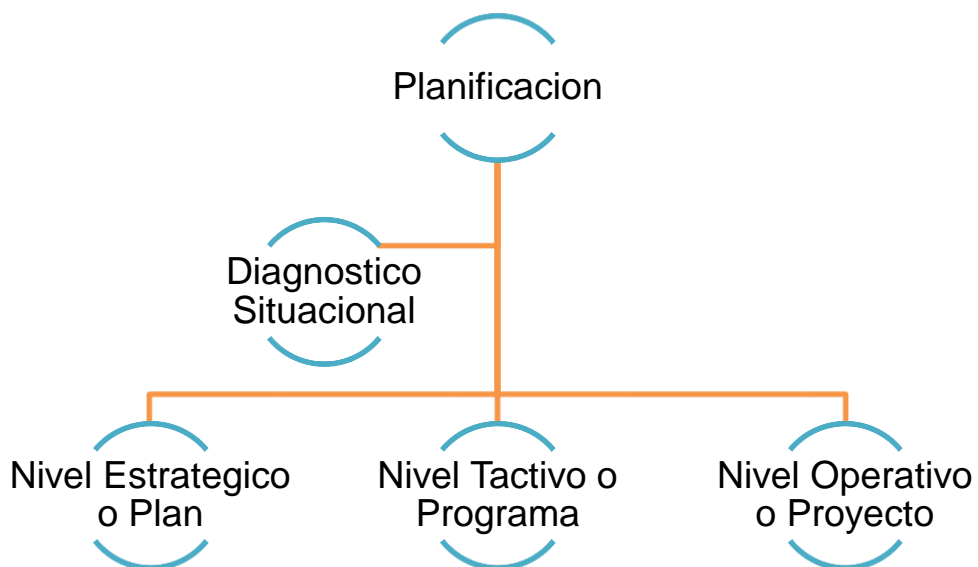 Planificacion
Diagnostico
Situacional
Nivel Estrategico
o Plan
Nivel Tactivo o
Programa
Nivel Operativo
o Proyecto